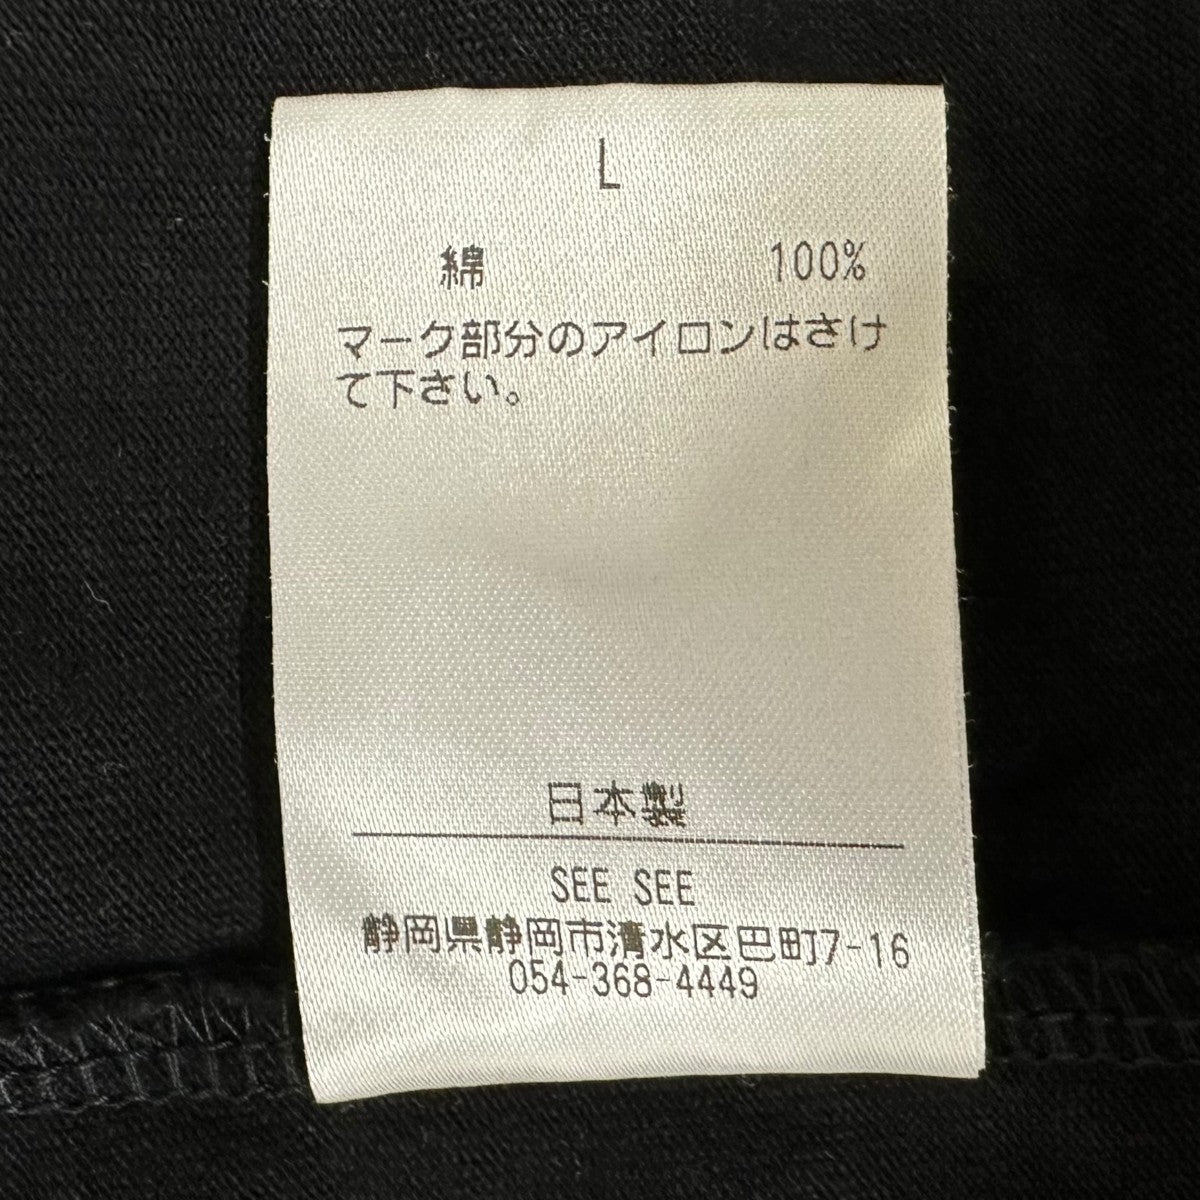 L
綿 100%
マーク部分のアイロンはさけ
て下さい。
日本製
SEE SEE
静岡県静岡市清水区巴町7-16
054-368-4449